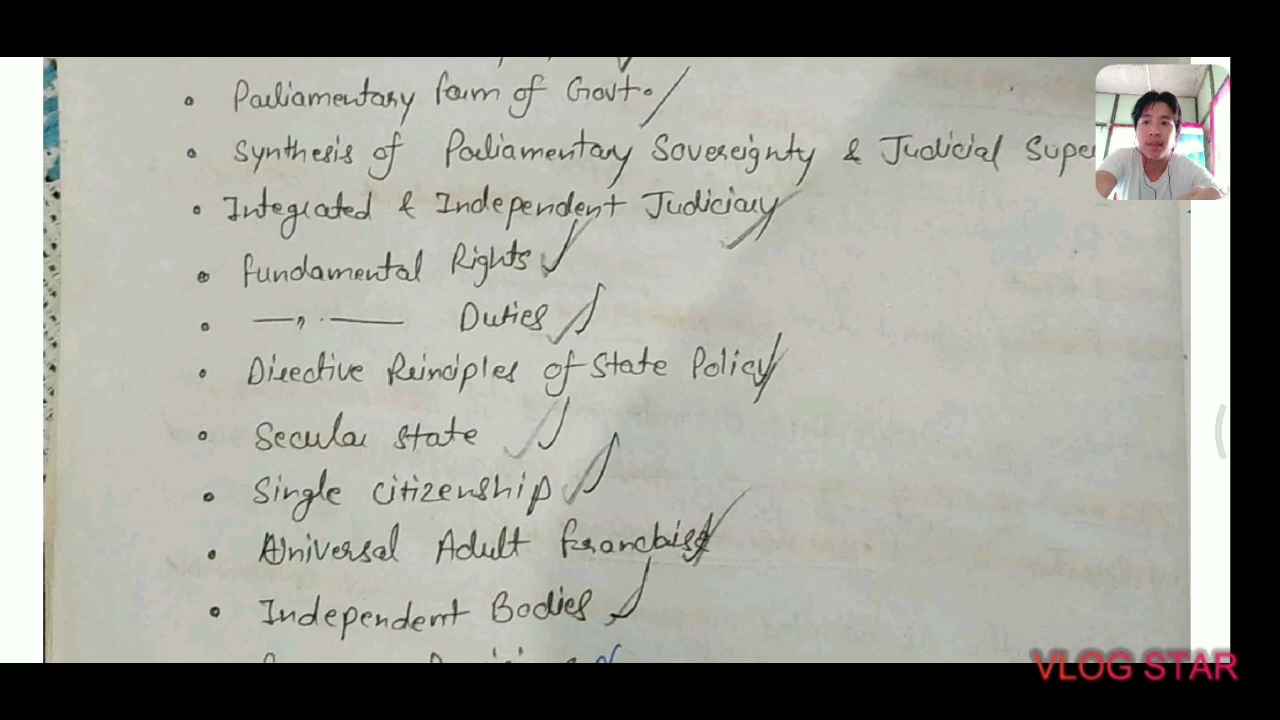 • Parliamentary form of Govt.
• Synthesis of Parliamentary Sovereignty & Judicial
• Integrated & Independent Judiciary
• Fundamental Rights
• —〃— Duties
• Directive Principles of State Policy
• Secular state
• Single citizenship
• Universal Adult franchise
• Independent Bodies
VLOG STAR